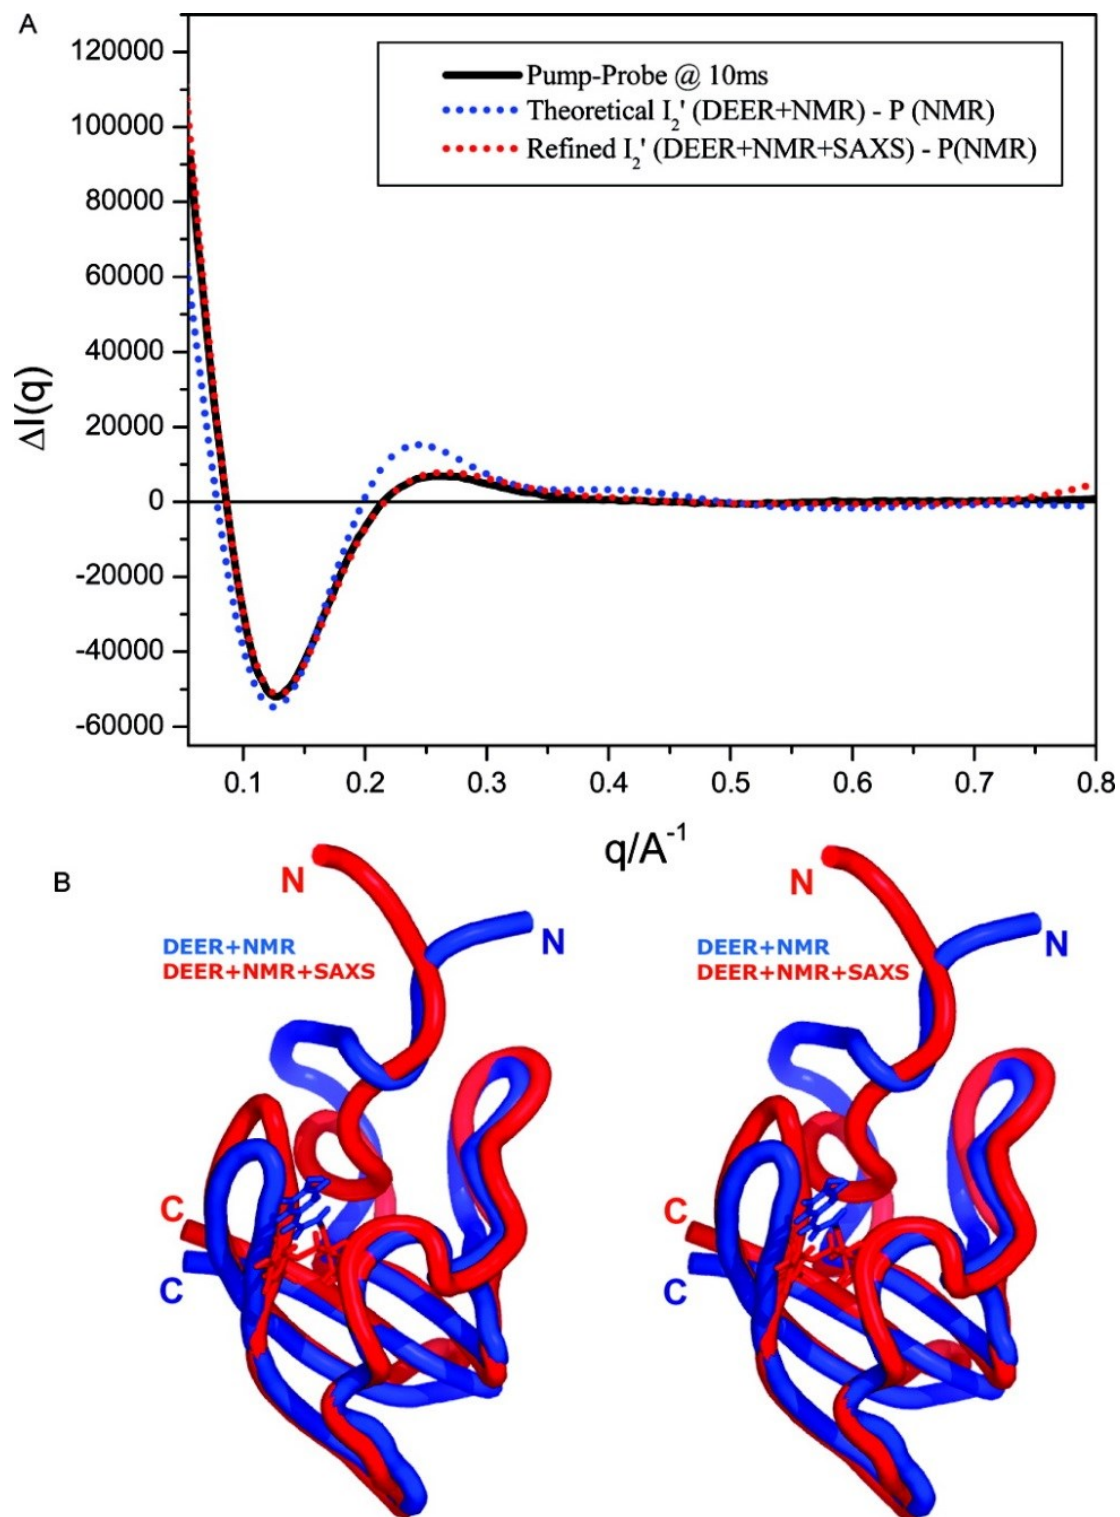 A
120000
100000
80000
60000
40000
20000
0
-20000
-40000
-60000
ΔI(q)
Pump-Probe @ 10ms
Theoretical I₂' (DEER+NMR) - P (NMR)
Refined I₂' (DEER+NMR+SAXS) - P(NMR)
0.1 0.2 0.3 0.4 0.5 0.6 0.7 0.8
q/A⁻¹
B
N
N
DEER+NMR
DEER+NMR+SAXS
C
C
N
N
DEER+NMR
DEER+NMR+SAXS
C
C